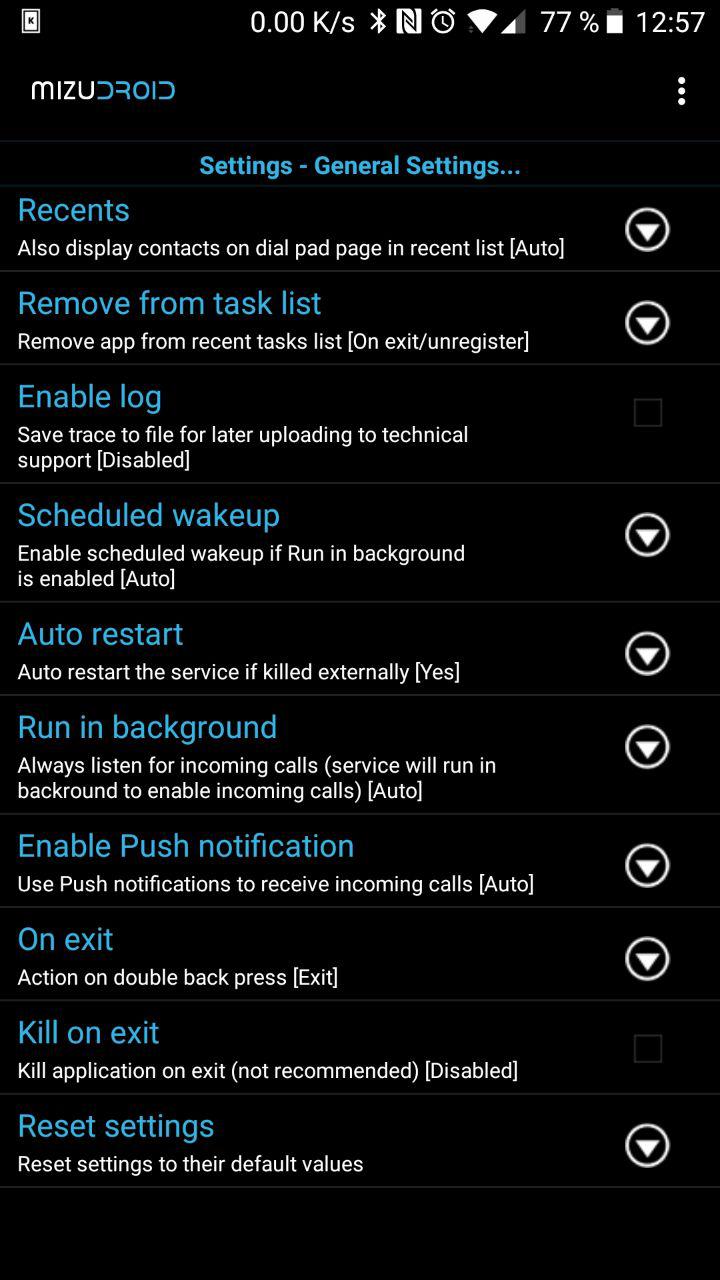 0.00 K/s 77 % 12:57
MIZUDROID
Settings - General Settings...
Recents
Also display contacts on dial pad page in recent list [Auto]
Remove from task list
Remove app from recent tasks list [On exit/unregister]
Enable log
Save trace to file for later uploading to technical
support [Disabled]
Scheduled wakeup
Enable scheduled wakeup if Run in background
is enabled [Auto]
Auto restart
Auto restart the service if killed externally [Yes]
Run in background
Always listen for incoming calls (service will run in
backround to enable incoming calls) [Auto]
Enable Push notification
Use Push notifications to receive incoming calls [Auto]
On exit
Action on double back press [Exit]
Kill on exit
Kill application on exit (not recommended) [Disabled]
Reset settings
Reset settings to their default values